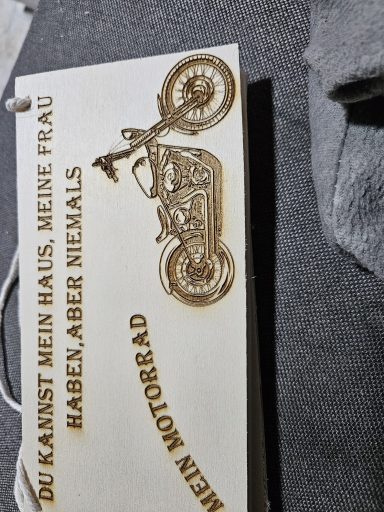 DU KANNST MEIN HAUS, MEINE FRAU
HABEN, ABER NIEMALS
MEIN MOTORRAD